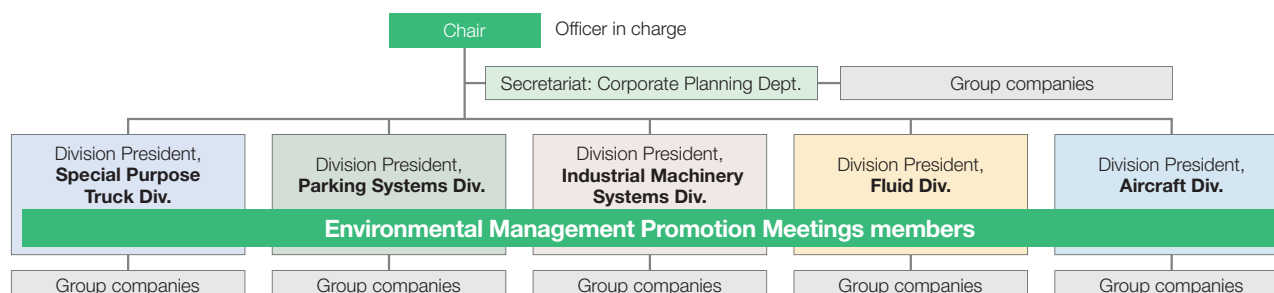 Chair
Officer in charge
Secretariat: Corporate Planning Dept.
Group companies
Division President,
Special Purpose
Truck Div.
Division President,
Parking Systems Div.
Division President,
Industrial Machinery
Systems Div.
Division President,
Fluid Div.
Division President,
Aircraft Div.
Environmental Management Promotion Meetings members
Group companies
Group companies
Group companies
Group companies
Group companies